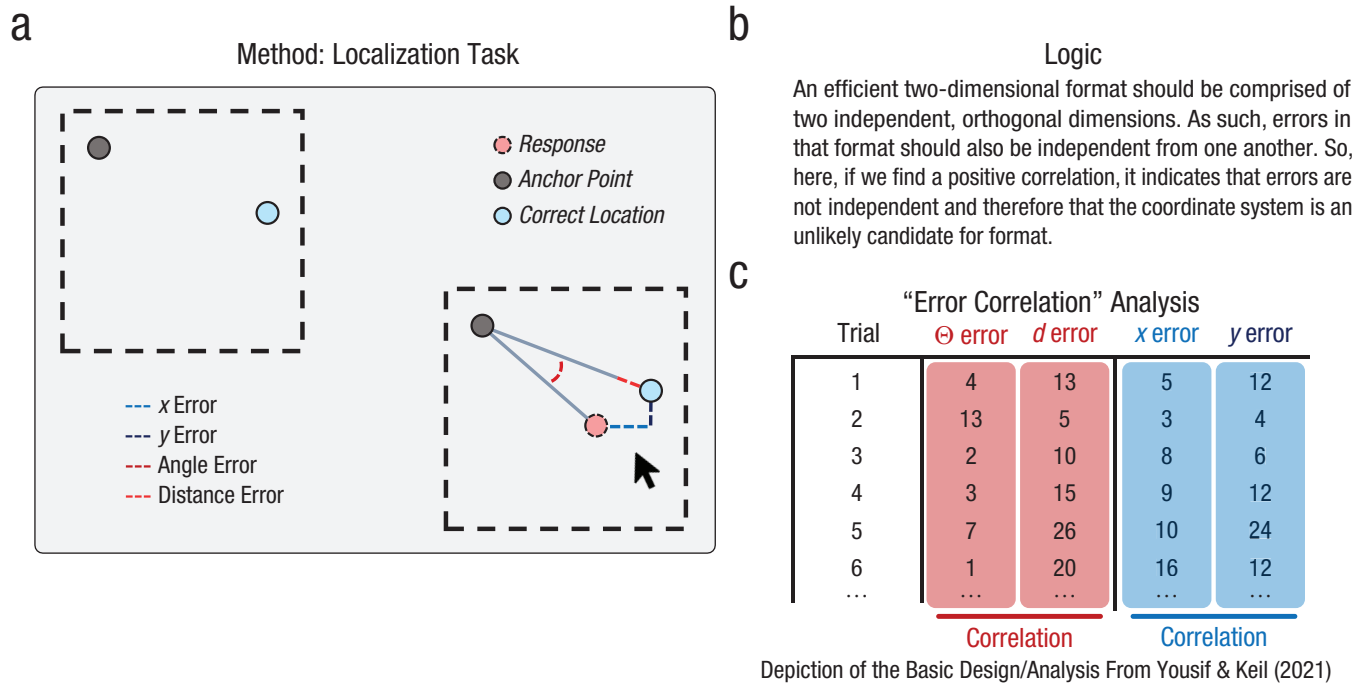 a
Method: Localization Task
Response
Anchor Point
Correct Location
x Error
y Error
Angle Error
Distance Error
b
Logic
An efficient two-dimensional format should be comprised of
two independent, orthogonal dimensions. As such, errors in
that format should also be independent from one another. So,
here, if we find a positive correlation, it indicates that errors are
not independent and therefore that the coordinate system is an
unlikely candidate for format.
c
“Error Correlation” Analysis
Trial Θ error d error x error y error
1 4 13 5 12
2 13 5 3 4
3 2 10 8 6
4 3 15 9 12
5 7 26 10 24
6 1 20 16 12
... ... ... ... ...
Correlation Correlation
Depiction of the Basic Design/Analysis From Yousif & Keil (2021)